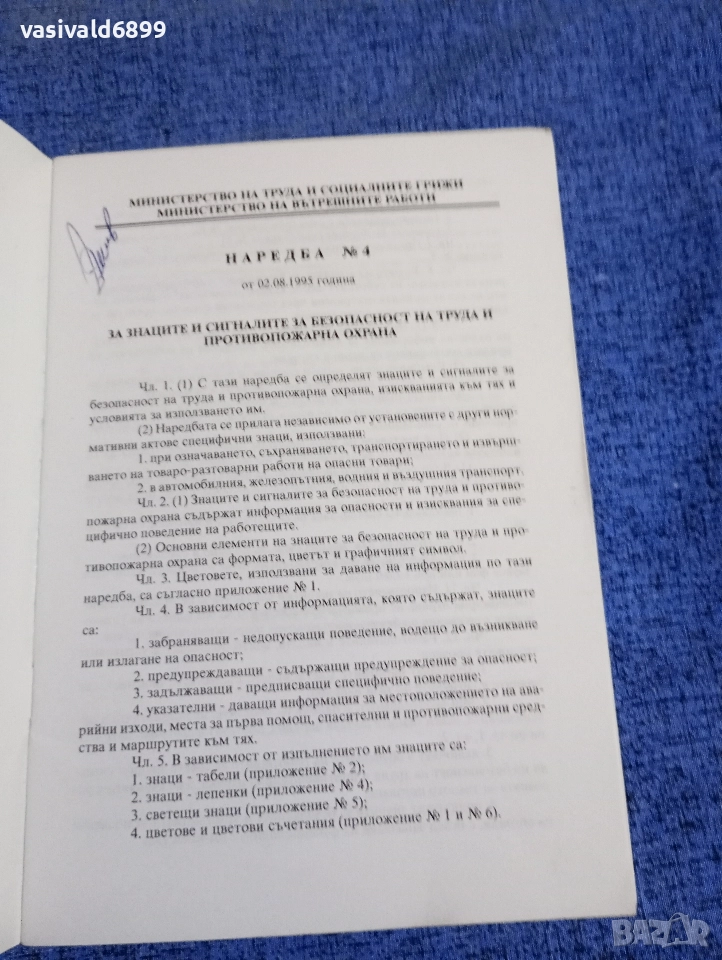 vasivald6899
МИНИСТЕРСТВО НА ТРУДА И СОЦИАЛНИТЕ ГРИЖИ
МИНИСТЕРСТВО НА ВЪТРЕШНИТЕ РАБОТИ
НАРЕДБА № 4
от 02.08.1995 година
ЗА ЗНАЦИТЕ И СИГНАЛИТЕ ЗА БЕЗОПАСНОСТ НА ТРУДА И
ПРОТИВОПОЖАРНА ОХРАНА
Чл. 1. (1) С тази наредба се определят знаците и сигналите за
безопасност на труда и противопожарна охрана, изискванията към тях и
условията за използването им.
(2) Наредбата се прилага независимо от установените с други нор-
мативни актове специфични знаци, използвани:
1. при означаването, съхраняването, транспортирането и извърш-
ването на товаро-разтоварни работи на опасни товари;
2. в автомобилния, железопътния, водния и въздушния транспорт.
Чл. 2. (1) Знаците и сигналите за безопасност на труда и противо-
пожарна охрана съдържат информация за опасности и изисквания за спе-
цифично поведение на работещите.
(2) Основни елементи на знаците за безопасност на труда и про-
тивопожарна охрана са формата, цветът и графичният символ.
Чл. 3. Цветовете, използвани за даване на информация по тази
наредба, са съгласно приложение № 1.
Чл. 4. В зависимост от информацията, която съдържат, знаците
са:
1. забраняващи - недопускащи поведение, водещо до възникване
или излагане на опасност;
2. предупреждаващи - съдържащи предупреждение за опасност;
3. задължаващи - предписващи специфично поведение;
4. указателни - даващи информация за местоположението на ава-
рийни изходи, места за първа помощ, спасителни и противопожарни сред-
ства и маршрутите към тях.
Чл. 5. В зависимост от изпълнението им знаците са:
1. знаци - табели (приложение № 2);
2. знаци - лепенки (приложение № 4);
3. светещи знаци (приложение № 5);
4. цветове и цветови съчетания (приложение № 1 и № 6).
BAZAR